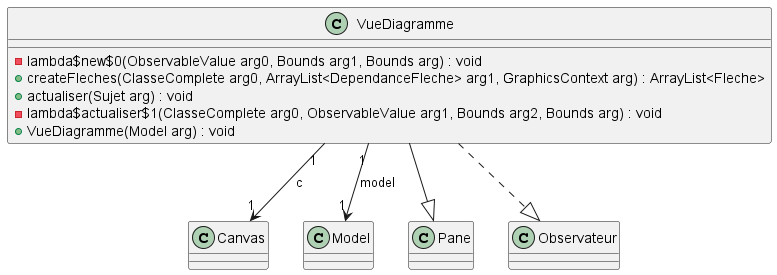 C VueDiagramme
lambda$new$0(ObservableValue arg0, Bounds arg1, Bounds arg) : void
createFleches(ClasseComplete arg0, ArrayList<DependanceFleche> arg1, GraphicsContext arg) : ArrayList<Fleche>
actualiser(Sujet arg) : void
lambda$actualiser$1(ClasseComplete arg0, ObservableValue arg1, Bounds arg2, Bounds arg) : void
VueDiagramme(Model arg) : void
1 1
c model
1 1
C Canvas C Model C Pane C Observateur